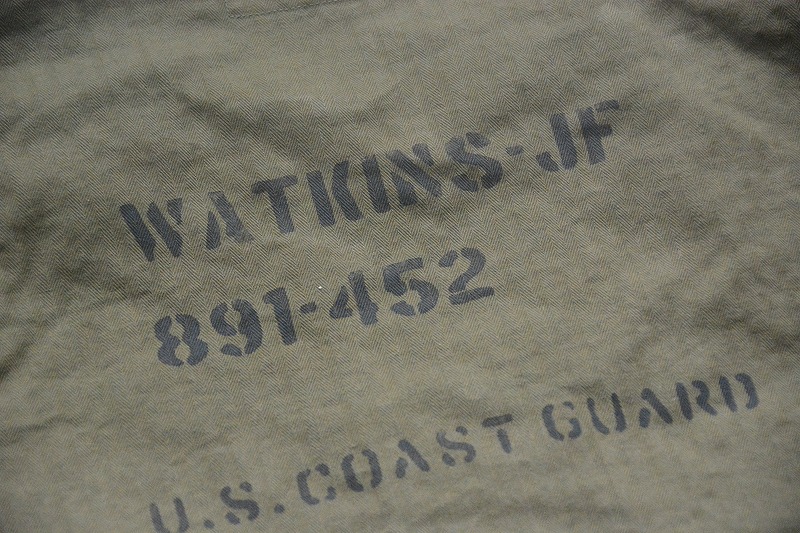 WATKINS-JF
891-452
U.S. COAST GUARD